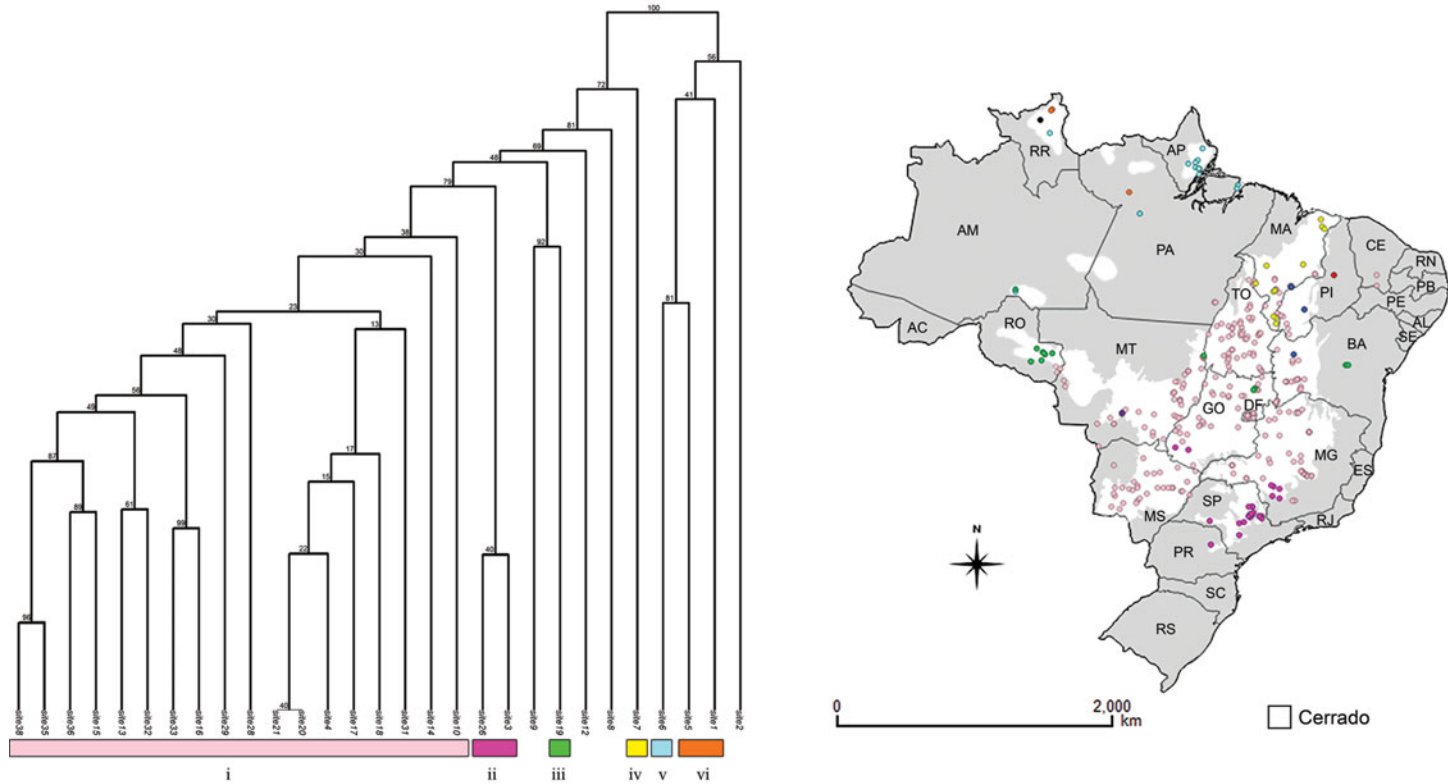 100
56
72
41
81
69
48
79
92
38
30
81
23
30
13
48
56
49
17
87
15
89
61
99
22
40
96
40
site38
site35
site36
site15
site13
site32
site33
site16
site29
site28
site21
site20
site4
site17
site18
site31
site14
site10
site26
site3
site9
site19
site12
site8
site7
site6
site5
site1
site2
i ii iii iv v vi
RR
AP
AM
PA
MA
CE
RN
PB
PE
AL
SE
PI
TO
AC
RO
MT
BA
GO
DF
MG
ES
MS
SP
RJ
PR
SC
RS
N
0 2,000
km
Cerrado